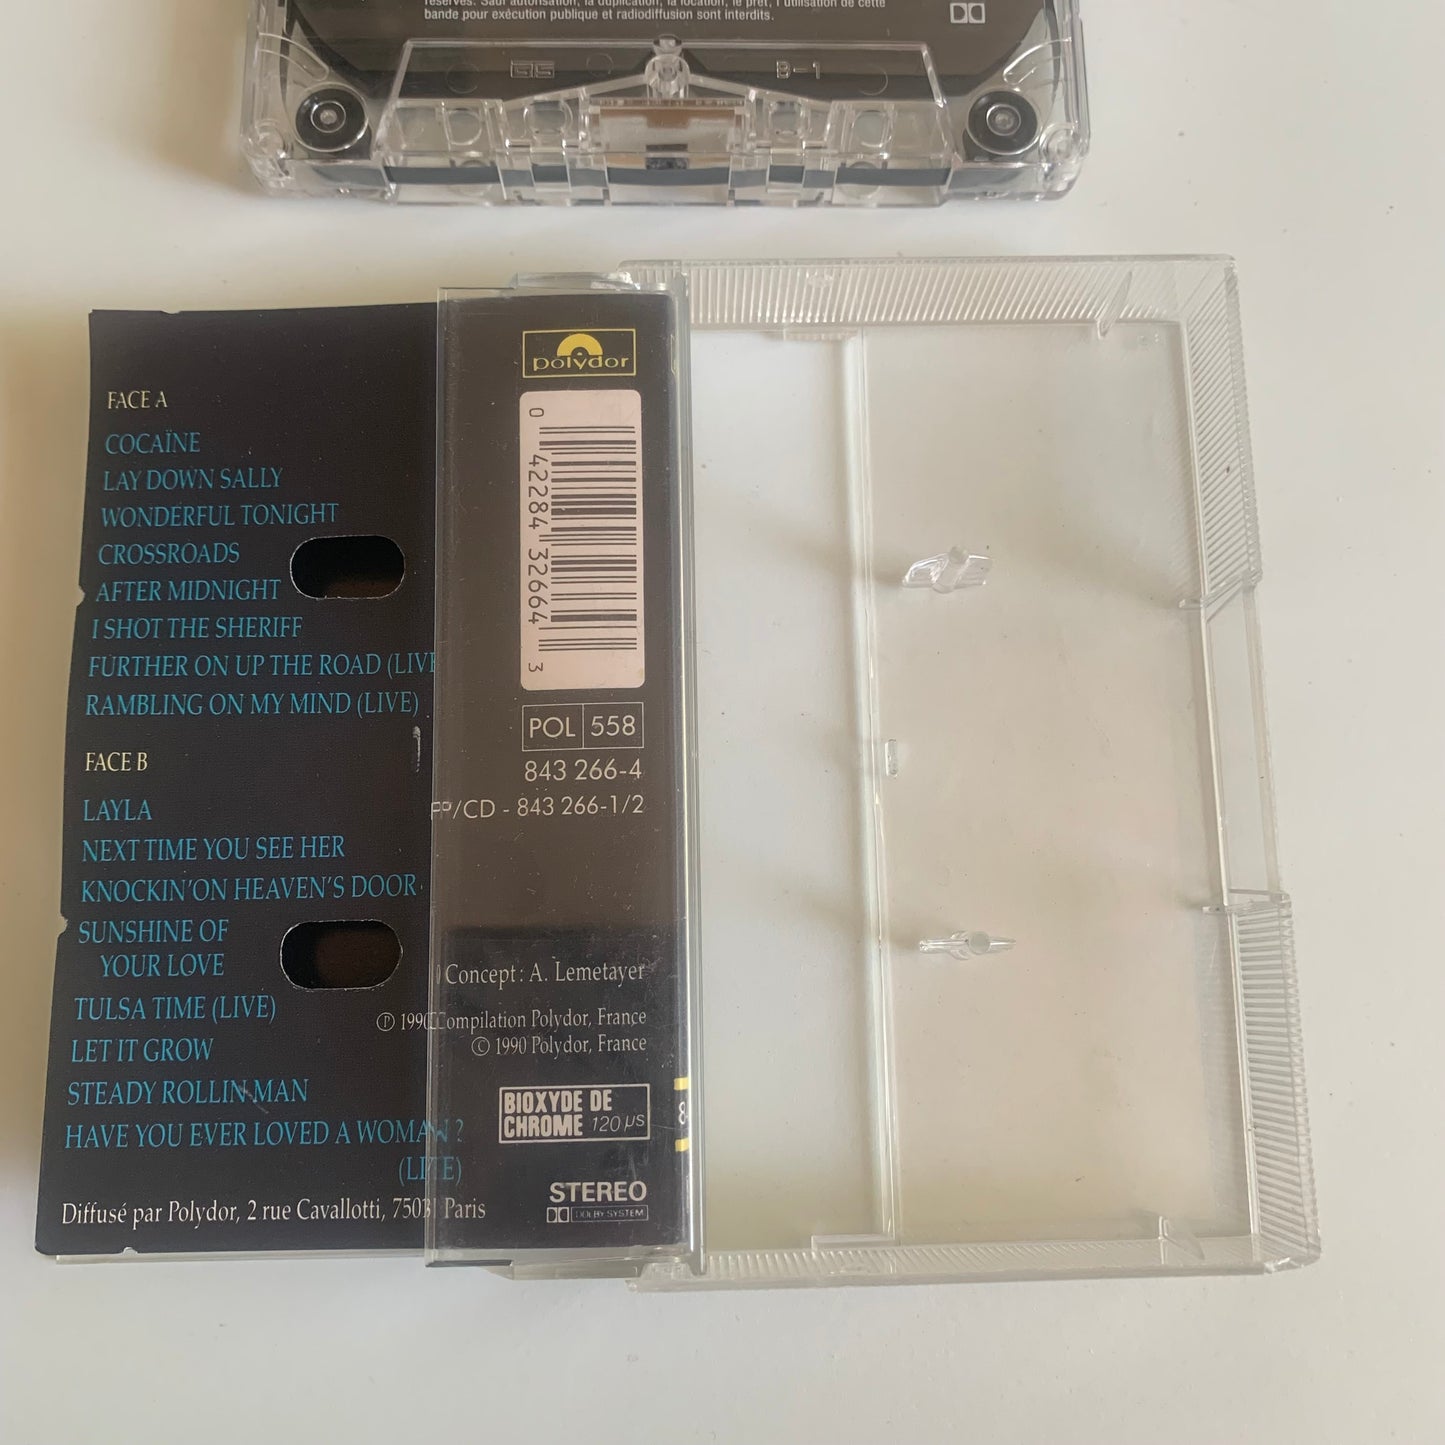 réservés. Sauf autorisation, la duplication, la location, le prêt, l'utilisation de cette
bande pour exécution publique et radiodiffusion sont interdits.
B-1
FACE A
COCAÏNE
LAY DOWN SALLY
WONDERFUL TONIGHT
CROSSROADS
AFTER MIDNIGHT
I SHOT THE SHERIFF
FURTHER ON UP THE ROAD (LIVE
RAMBLING ON MY MIND (LIVE)
FACE B
LAYLA
NEXT TIME YOU SEE HER
KNOCKIN'ON HEAVEN'S DOOR
SUNSHINE OF
YOUR LOVE
TULSA TIME (LIVE)
LET IT GROW
STEADY ROLLIN MAN
HAVE YOU EVER LOVED A WOMAN ?
(LIVE)
Diffusé par Polydor, 2 rue Cavallotti, 75018 Paris
polydor
0 42284 32664 3
POL 558
843 266-4
/CD - 843 266-1/2
Concept : A. Lemetayer
℗ 1990 Compilation Polydor, France
© 1990 Polydor, France
BIOXYDE DE
CHROME 120 µs
8
STEREO
DOLBY SYSTEM